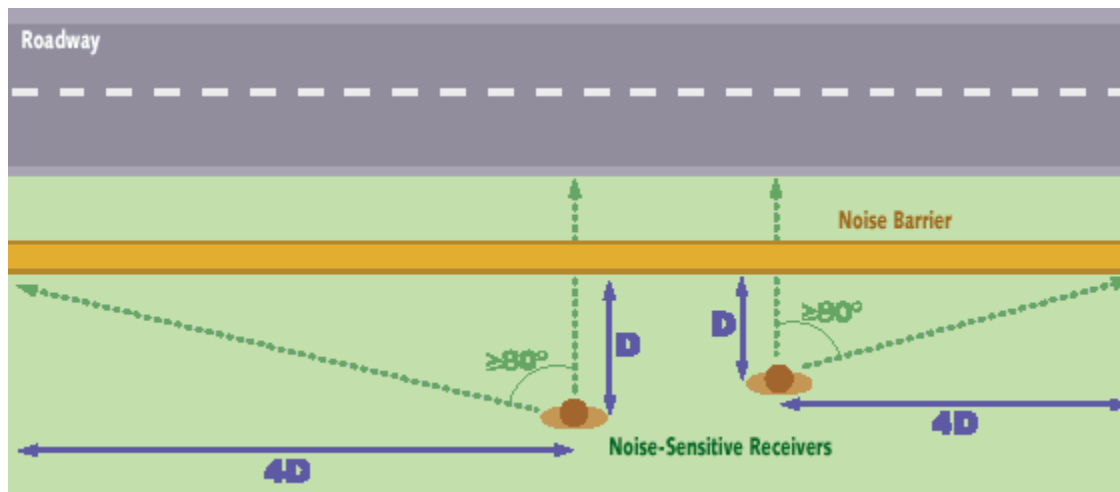 Roadway
Noise Barrier
D
D
≥80°
≥80°
4D
Noise-Sensitive Receivers
4D